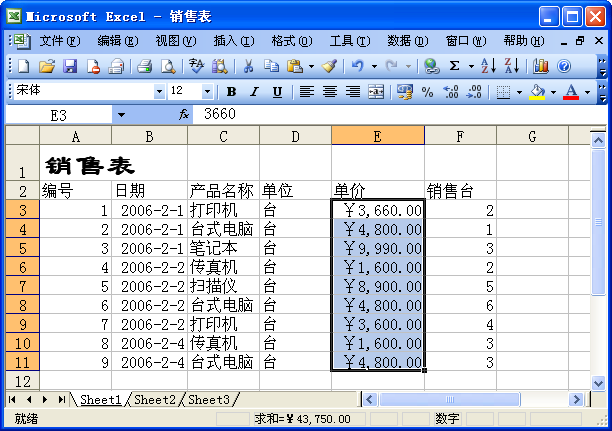 Microsoft Excel - 销售表
文件(F) 编辑(E) 视图(V) 插入(I) 格式(O) 工具(T) 数据(D) 窗口(W) 帮助(H)
宋体 12 B I U
E3 fx 3660
A B C D E F G
1 销售表
2 编号 日期 产品名称 单位 单价 销售台
3 1 2006-2-1 打印机 台 ￥3,660.00 2
4 2 2006-2-1 台式电脑 台 ￥4,800.00 1
5 3 2006-2-1 笔记本 台 ￥9,990.00 3
6 4 2006-2-2 传真机 台 ￥1,600.00 2
7 5 2006-2-2 扫描仪 台 ￥8,900.00 5
8 6 2006-2-2 台式电脑 台 ￥4,800.00 6
9 7 2006-2-2 打印机 台 ￥3,600.00 4
10 8 2006-2-4 传真机 台 ￥1,600.00 3
11 9 2006-2-4 台式电脑 台 ￥4,800.00 3
12
Sheet1 Sheet2 Sheet3
就绪 求和=￥43,750.00 数字